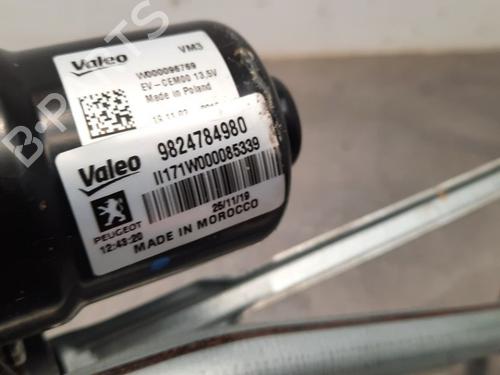 Valeo
VM3
W000096769
EV-CEM00 13,5V
Made in Poland
Valeo
9824784980
II171W000085339
PEUGEOT
25/11/19
12:43:20
MADE IN MOROCCO
B-PARTS